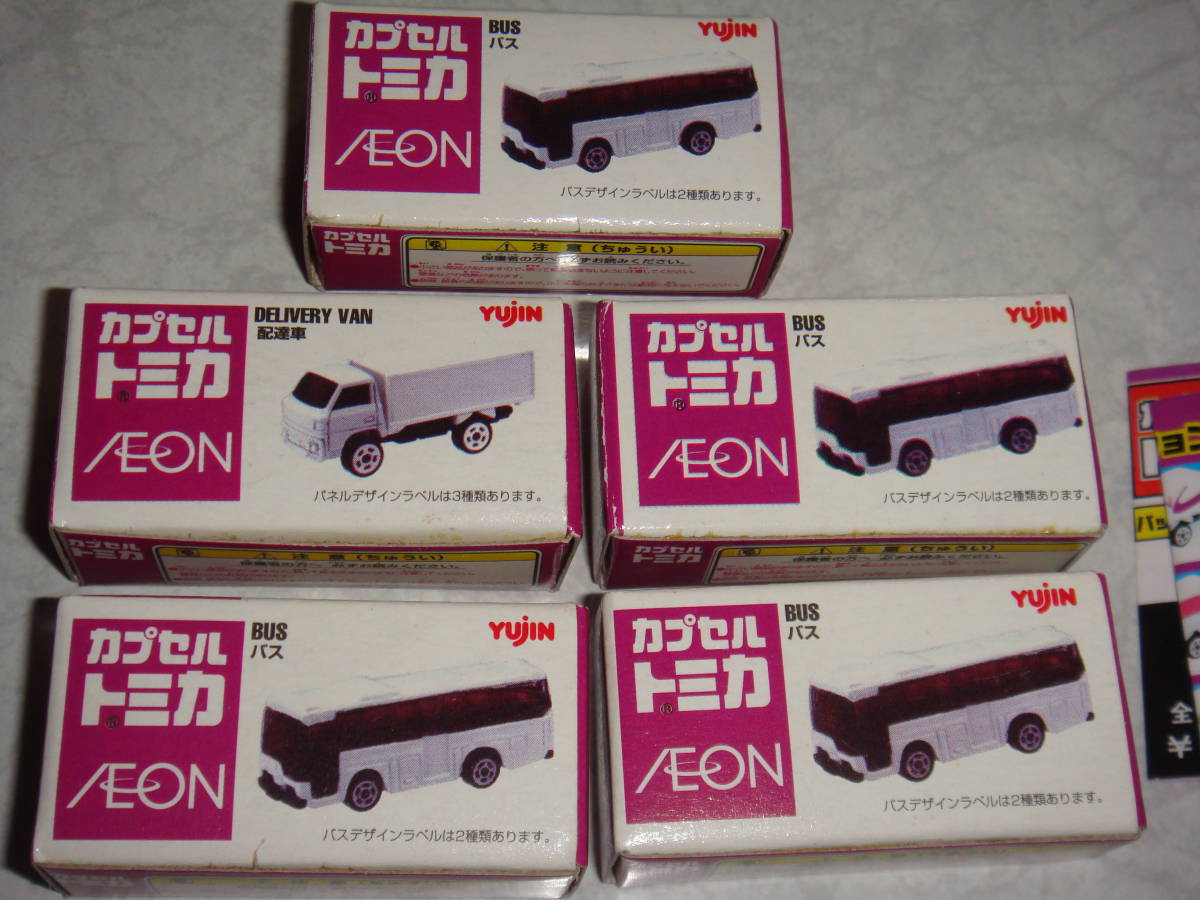 カプセル
トミカ
®
ÆON
BUS
バス
YUJIN
バスデザインラベルは2種類あります。
カプセル
トミカ
注意(ちゅうい)
カプセル
トミカ
®
ÆON
DELIVERY VAN
配達車
YUJIN
パネルデザインラベルは3種類あります。
カプセル
トミカ
注意(ちゅうい)
カプセル
トミカ
®
ÆON
BUS
バス
YUJIN
バスデザインラベルは2種類あります。
カプセル
トミカ
注意(ちゅうい)
カプセル
トミカ
®
ÆON
BUS
バス
YUJIN
バスデザインラベルは2種類あります。
カプセル
トミカ
®
ÆON
BUS
バス
YUJIN
バスデザインラベルは2種類あります。
全
¥